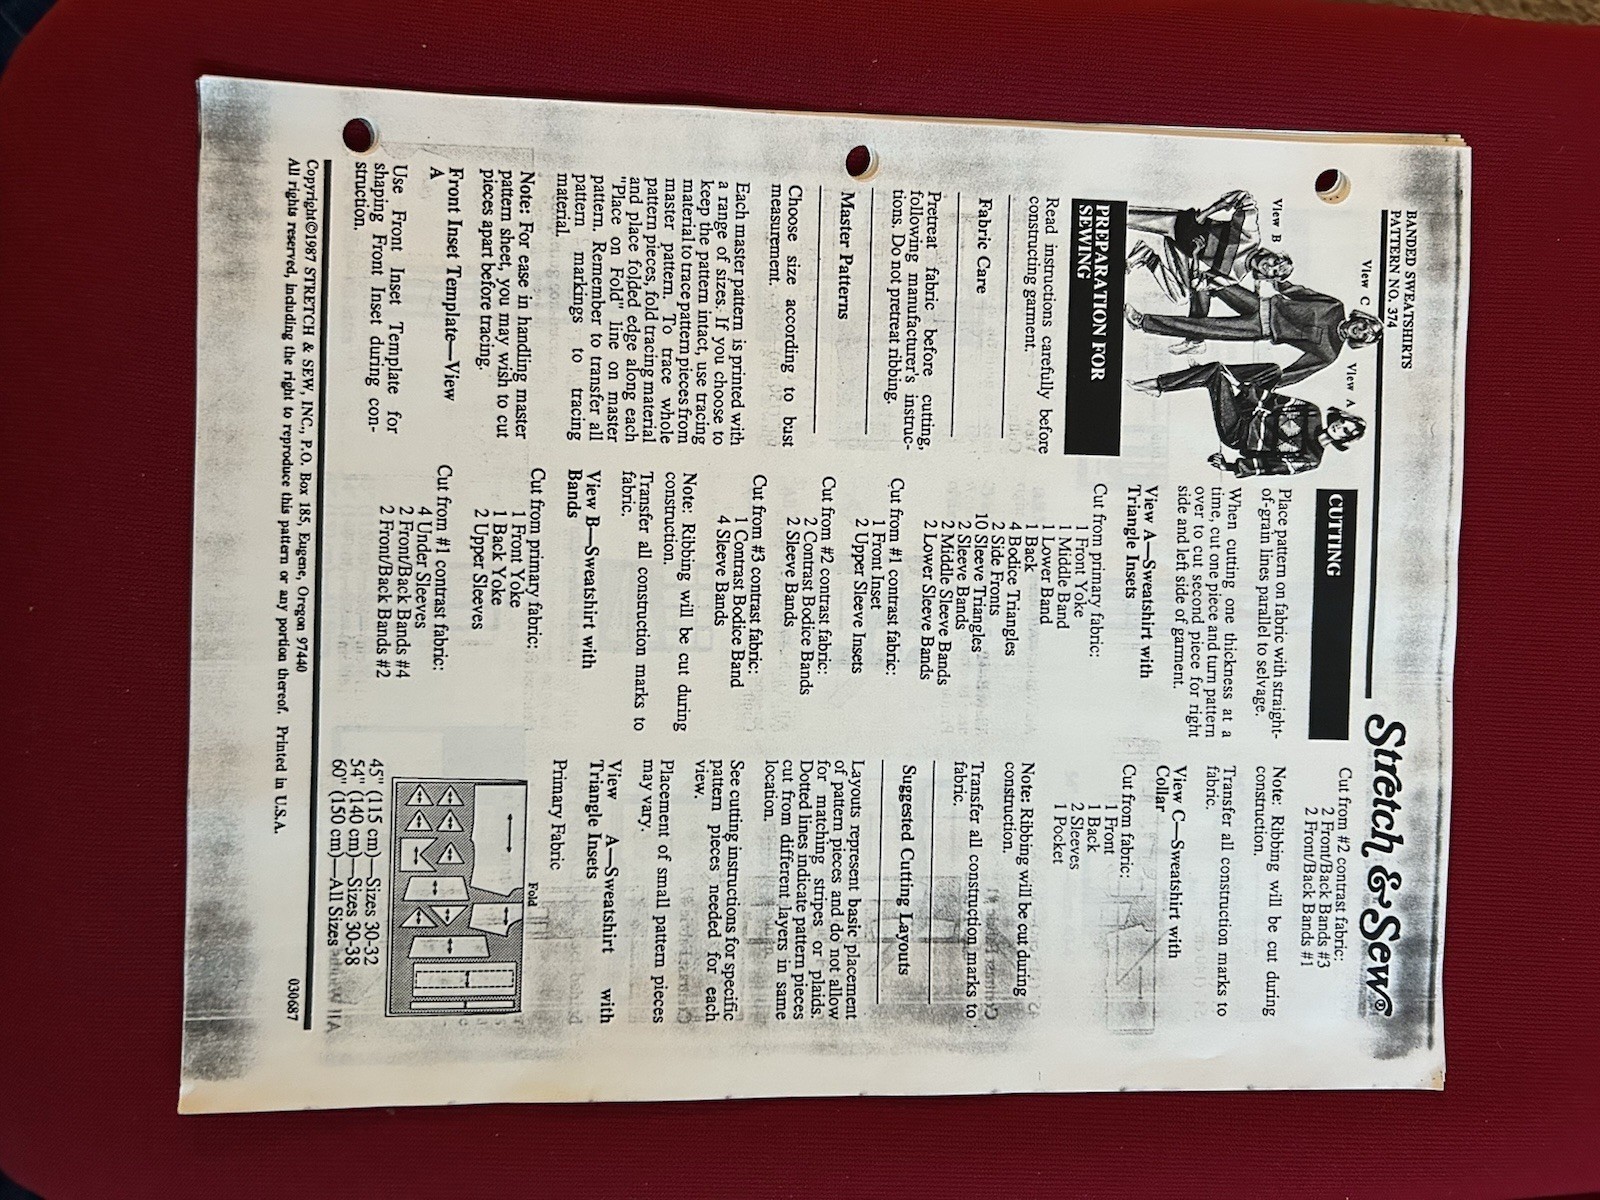 BANDED SWEATSHIRTS
PATTERN NO. 374
Stretch & Sew®
View C
View A
View B
PREPARATION FOR
SEWING
Read instructions carefully before
constructing garment.
Fabric Care
Pretreat fabric before cutting,
following manufacturer's instruc-
tions. Do not pretreat ribbing.
Master Patterns
Choose size according to bust
measurement.
Each master pattern is printed with
a range of sizes. If you choose to
keep the pattern intact, use tracing
material to trace pattern pieces from
master pattern. To trace whole
pattern pieces, fold tracing material
and place folded edge along each
"Place on Fold" line on master
pattern. Remember to transfer all
pattern markings to tracing
material.
Note: For ease in handling master
pattern sheet, you may wish to cut
pieces apart before tracing.
Front Inset Template—View
A
Use Front Inset Template for
shaping Front Inset during con-
struction.
CUTTING
Place pattern on fabric with straight-
of-grain lines parallel to selvage.
When cutting one thickness at a
time, cut one piece and turn pattern
over to cut second piece for right
side and left side of garment.
View A—Sweatshirt with
Triangle Insets
Cut from primary fabric:
1 Front Yoke
1 Middle Band
1 Lower Band
1 Back
4 Bodice Triangles
2 Side Fronts
10 Sleeve Triangles
2 Sleeve Bands
2 Middle Sleeve Bands
2 Lower Sleeve Bands
Cut from #1 contrast fabric:
1 Front Inset
2 Upper Sleeve Insets
Cut from #2 contrast fabric:
2 Contrast Bodice Bands
2 Sleeve Bands
Cut from #3 contrast fabric:
1 Contrast Bodice Band
4 Sleeve Bands
Note: Ribbing will be cut during
construction.
Transfer all construction marks to
fabric.
View B—Sweatshirt with
Bands
Cut from primary fabric:
1 Front Yoke
1 Back Yoke
2 Upper Sleeves
Cut from #1 contrast fabric:
4 Under Sleeves
2 Front/Back Bands #4
2 Front/Back Bands #2
Cut from #2 contrast fabric:
2 Front/Back Bands #3
2 Front/Back Bands #1
Note: Ribbing will be cut during
construction.
Transfer all construction marks to
fabric.
View C—Sweatshirt with
Collar
Cut from fabric:
1 Front
1 Back
2 Sleeves
1 Pocket
Note: Ribbing will be cut during
construction.
Transfer all construction marks to
fabric.
Suggested Cutting Layouts
Layouts represent basic placement
of pattern pieces and do not allow
for matching stripes or plaids.
Dotted lines indicate pattern pieces
cut from different layers in same
location.
See cutting instructions for specific
pattern pieces needed for each
view.
Placement of small pattern pieces
may vary.
View A—Sweatshirt with
Triangle Insets
Primary Fabric
Fold
45" (115 cm)—Sizes 30-32
54" (140 cm)—Sizes 30-38
60" (150 cm)—All Sizes
Copyright©1987 STRETCH & SEW, INC., P.O. Box 185, Eugene, Oregon 97440
All rights reserved, including the right to reproduce this pattern or any portion thereof. Printed in U.S.A.
030687